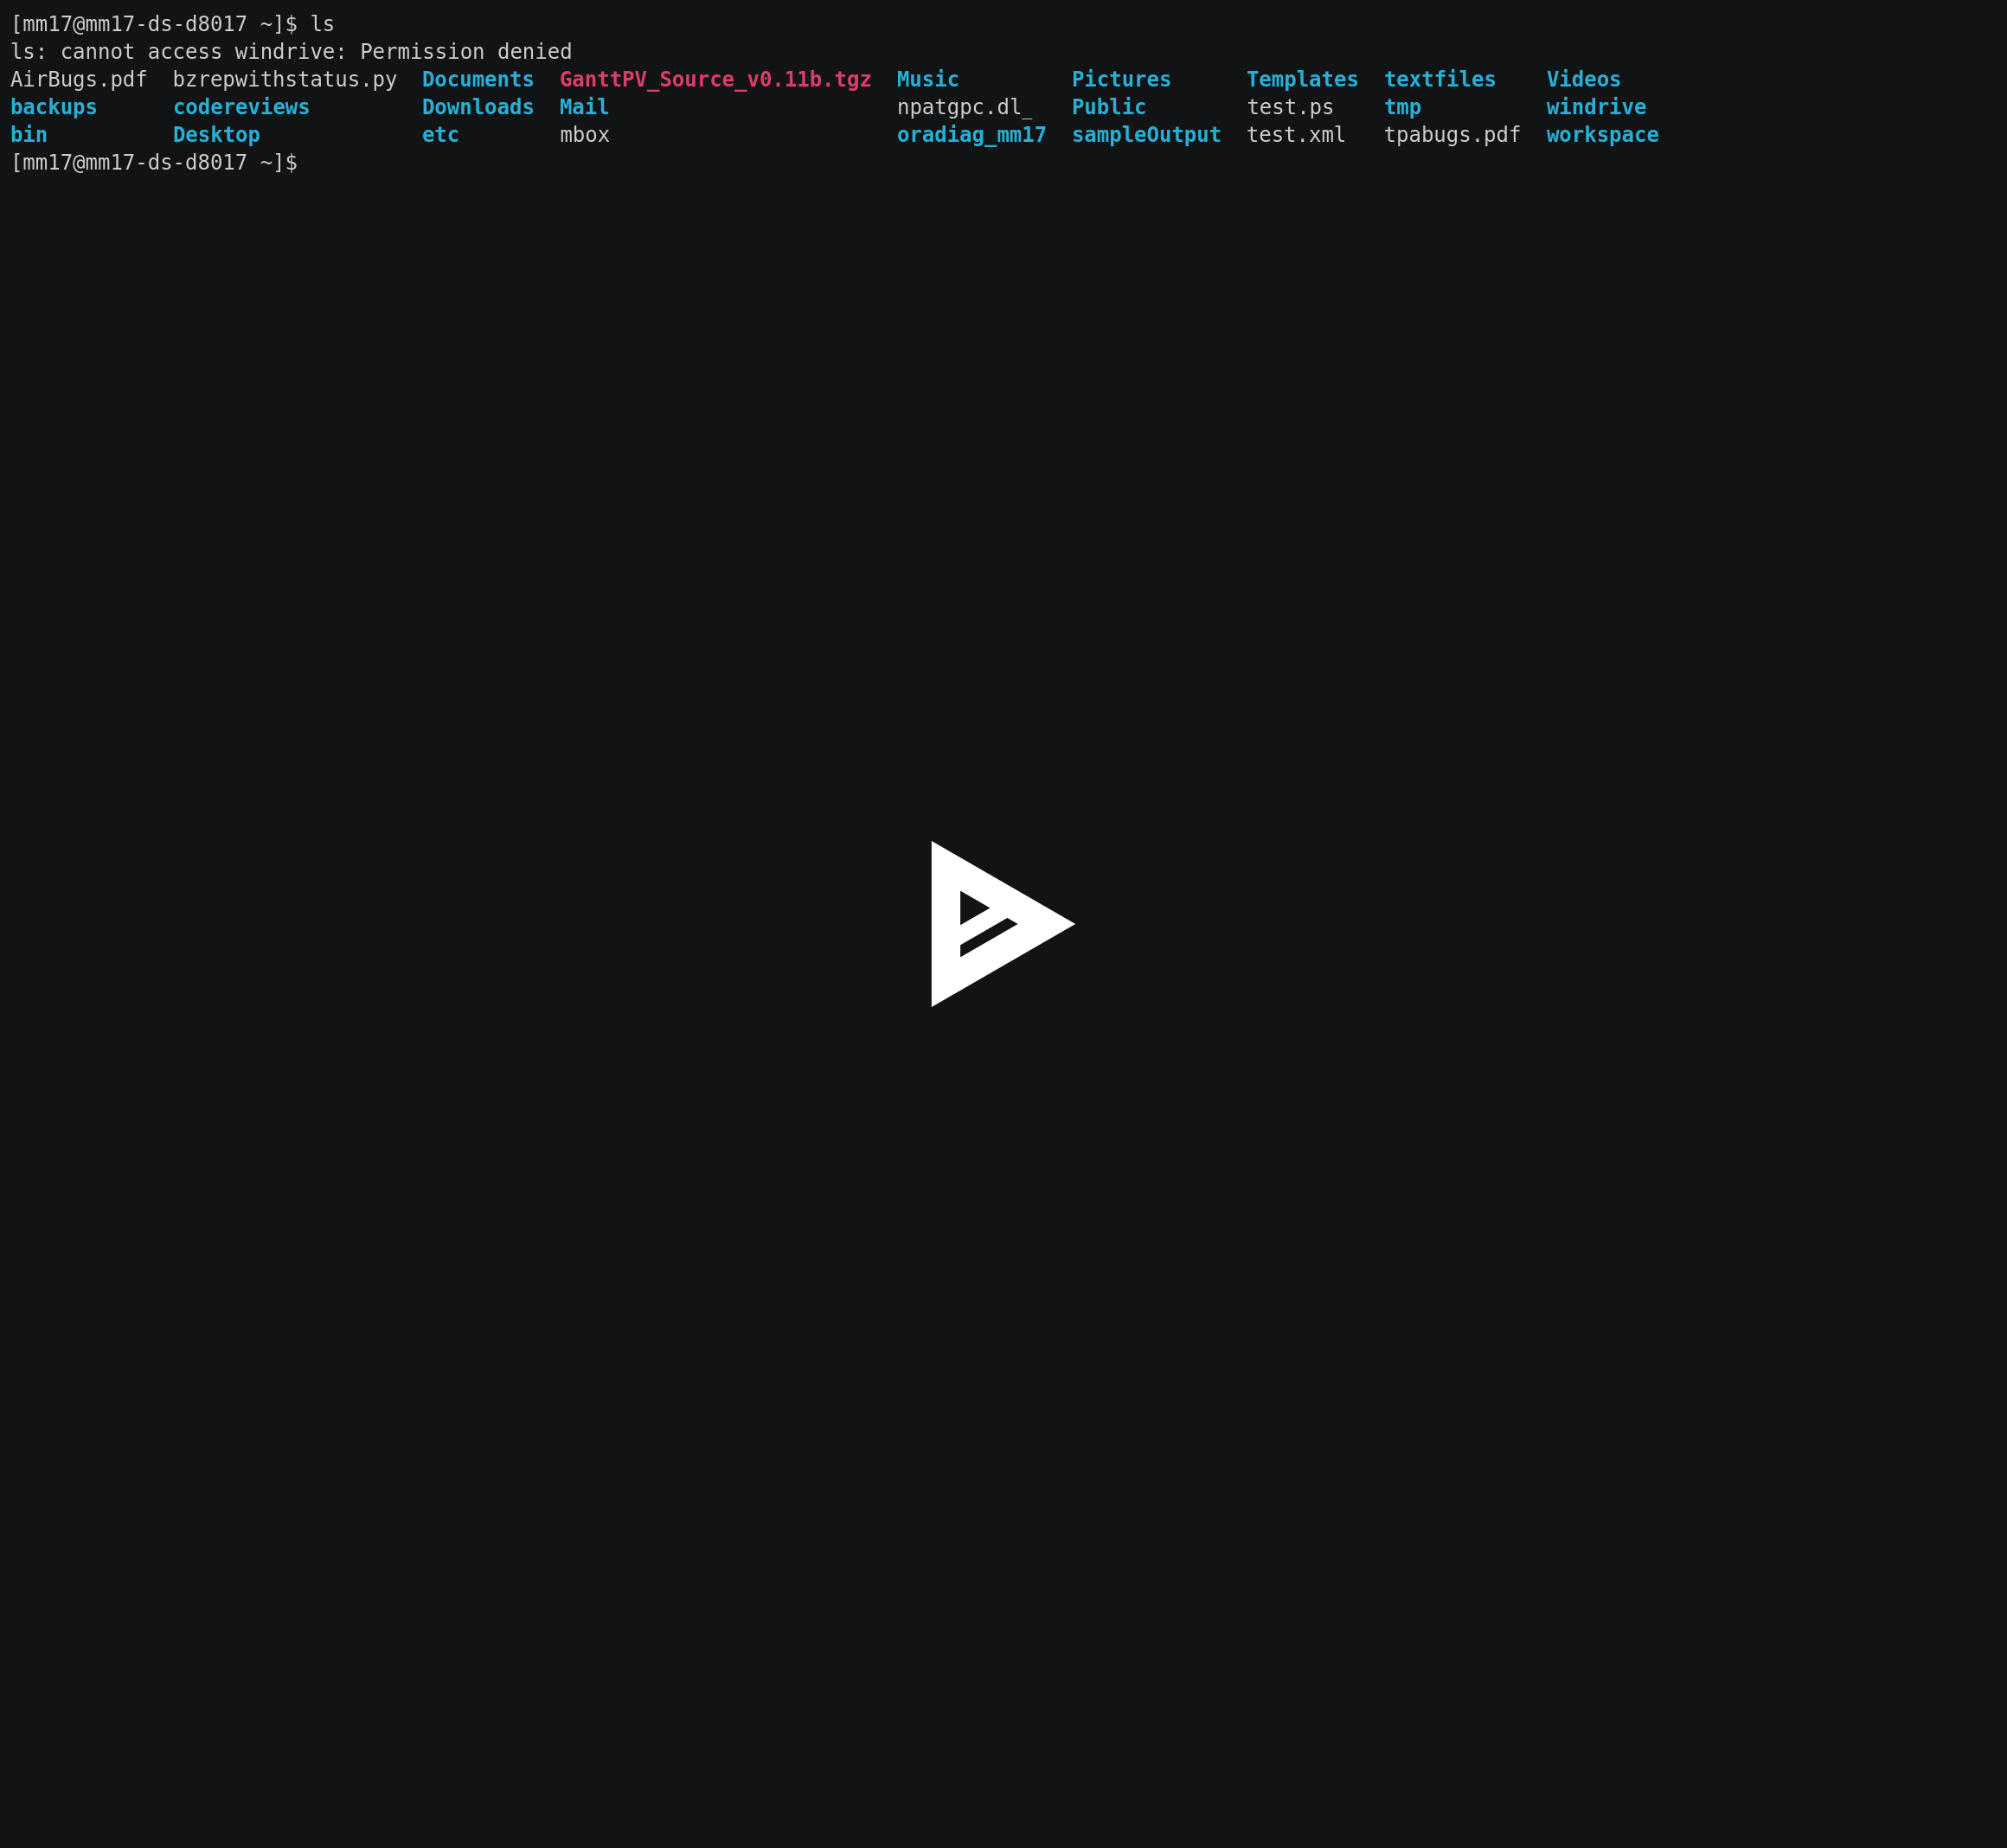 [mm17@mm17-ds-d8017 ~]$ ls
ls: cannot access windrive: Permission denied
AirBugs.pdf  bzrepwithstatus.py  Documents  GanttPV_Source_v0.11b.tgz  Music         Pictures      Templates  textfiles    Videos
backups      codereviews         Downloads  Mail                       npatgpc.dl_   Public        test.ps    tmp          windrive
bin          Desktop             etc        mbox                       oradiag_mm17  sampleOutput  test.xml   tpabugs.pdf  workspace
[mm17@mm17-ds-d8017 ~]$